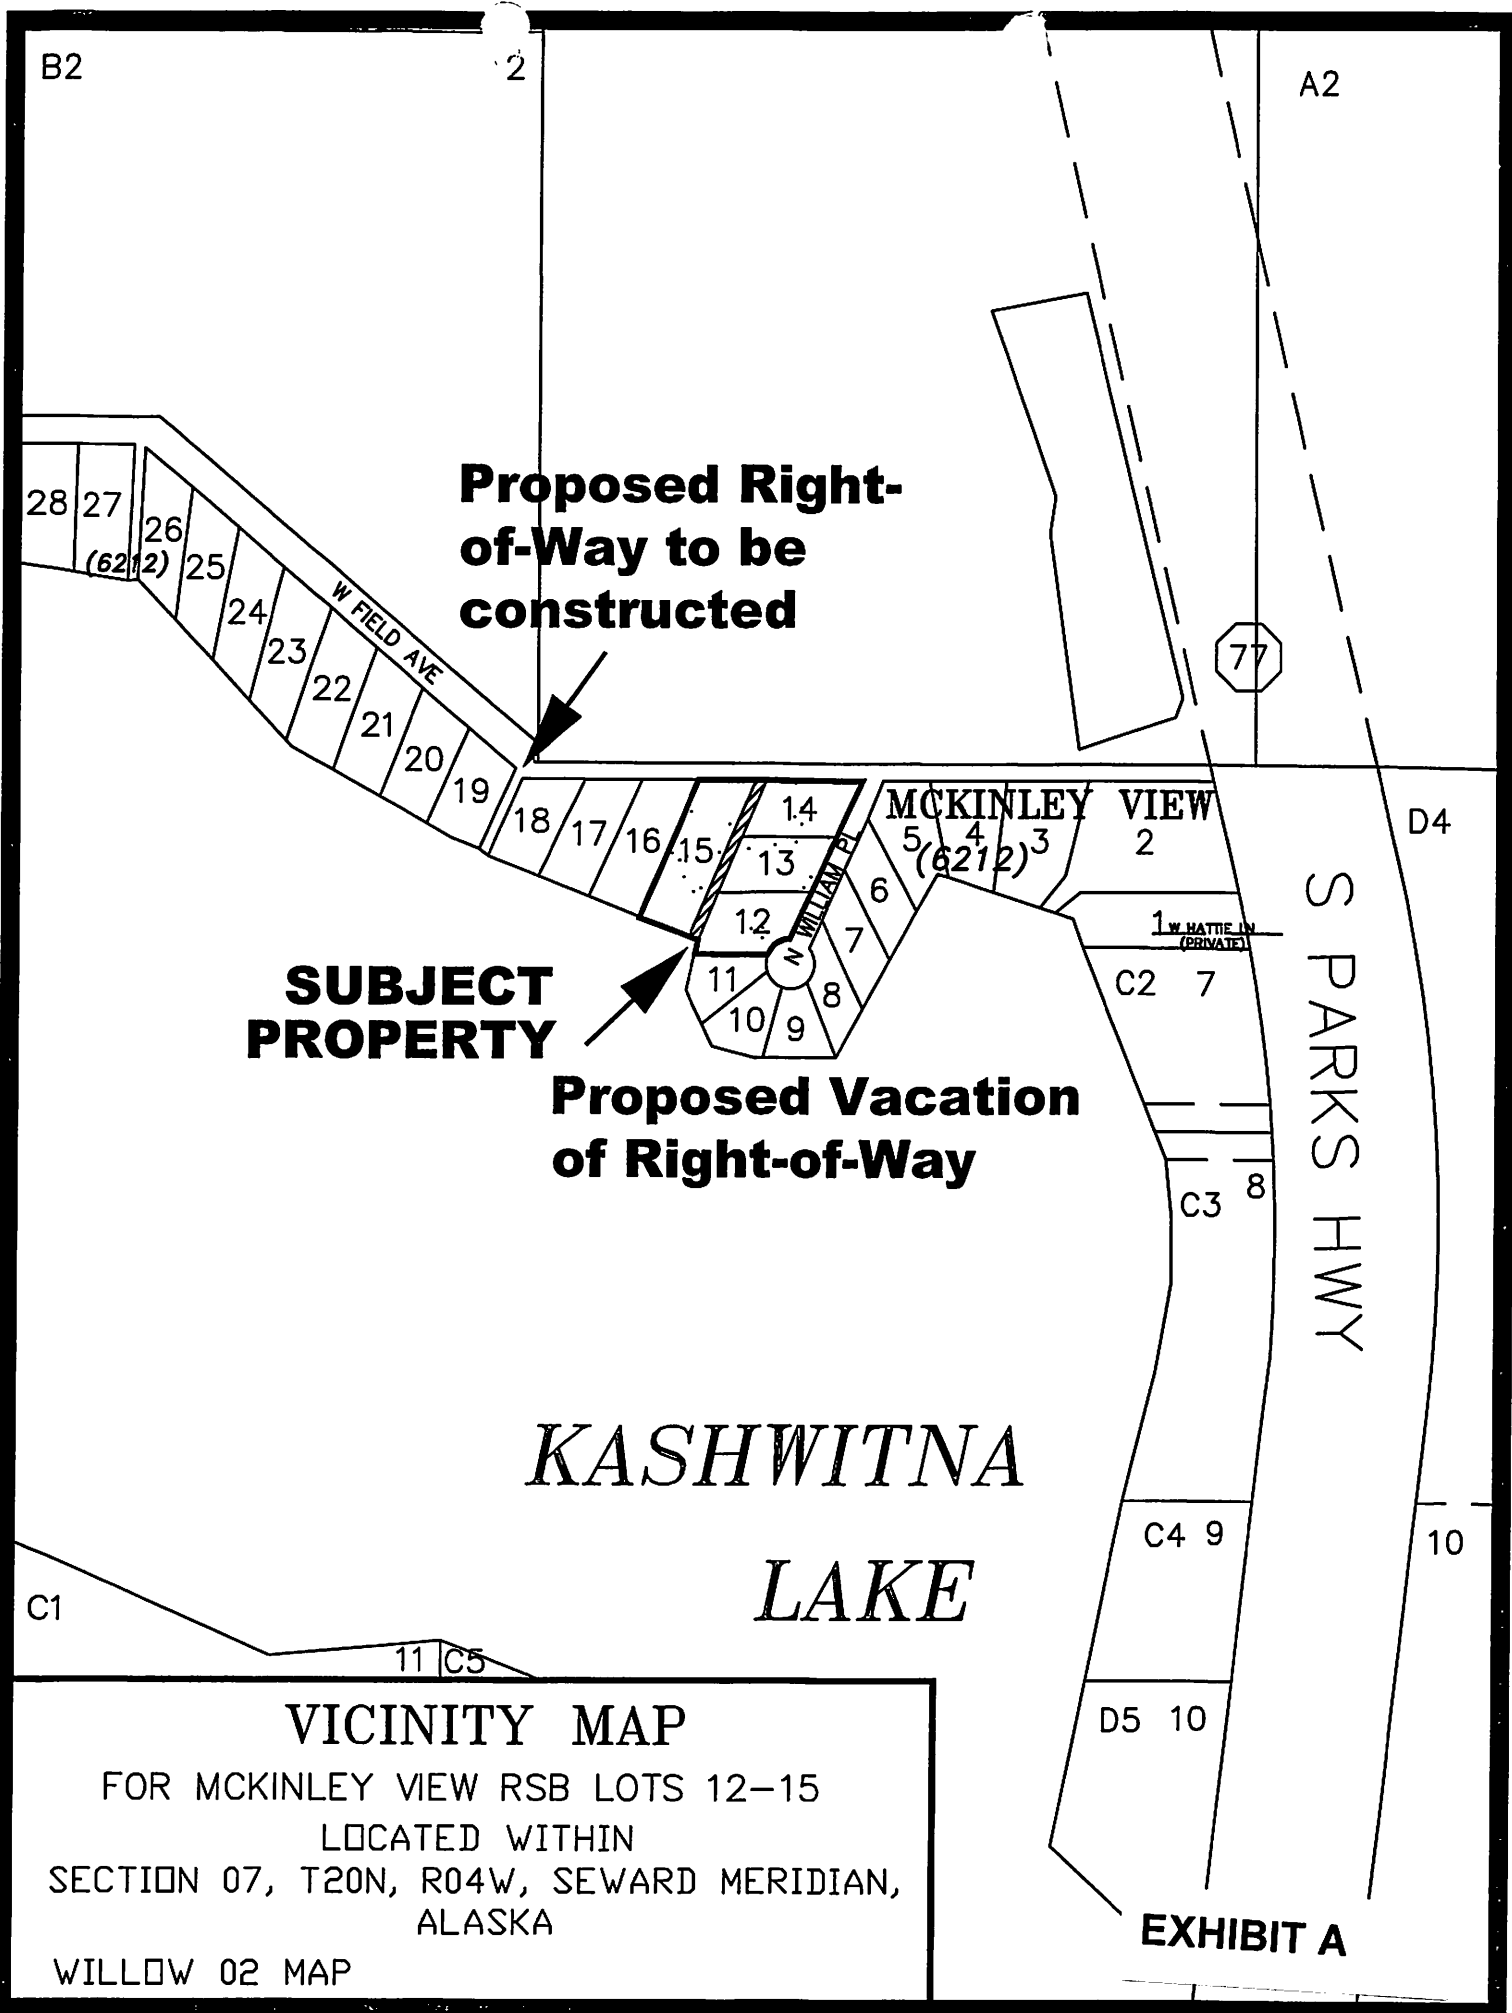 B2
2
A2
Proposed Right-
of-Way to be
constructed
28
27
(6212)
26
25
24
23
22
21
20
19
W FIELD AVE
77
18
17
16
15
14
13
12
N WILLIAM PL
MCKINLEY VIEW
5
4
3
2
(6212)
6
7
8
9
10
11
D4
1
W HATTIE LN
(PRIVATE)
C2 7
SUBJECT
PROPERTY
Proposed Vacation
of Right-of-Way
C3 8
S PARKS HWY
KASHWITNA
LAKE
C4 9
10
C1
11
C5
D5 10
VICINITY MAP
FOR MCKINLEY VIEW RSB LOTS 12-15
LOCATED WITHIN
SECTION 07, T20N, R04W, SEWARD MERIDIAN,
ALASKA
WILLOW 02 MAP
EXHIBIT A